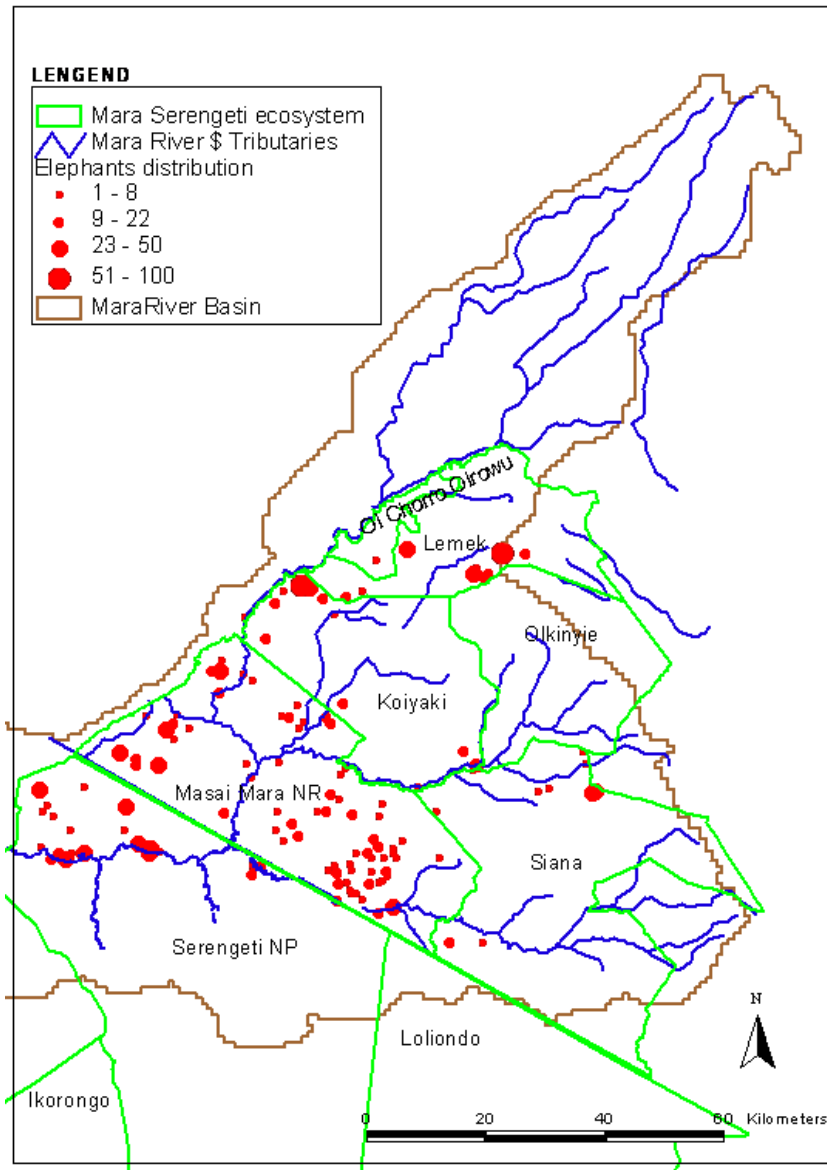 LENGEND
Mara Serengeti ecosystem
Mara River $ Tributaries
Elephants distribution
1 - 8
9 - 22
23 - 50
51 - 100
MaraRiver Basin
Ol Chorro Oirowu
Lemek
Olkinyje
Koiyaki
Masai Mara NR
Siana
Serengeti NP
N
Loliondo
Ikorongo
0 20 40 60 Kilometers